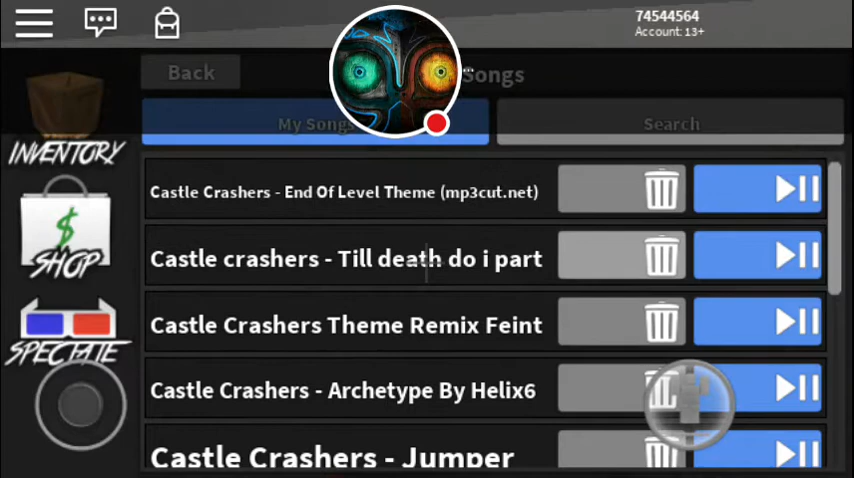 74544564
Account: 13+
Back
Songs
My Songs
Search
INVENTORY
$
SHOP
SPECTATE
Castle Crashers - End Of Level Theme (mp3cut.net)
Castle crashers - Till death do i part
Castle Crashers Theme Remix Feint
Castle Crashers - Archetype By Helix6
Castle Crashers - Jumper